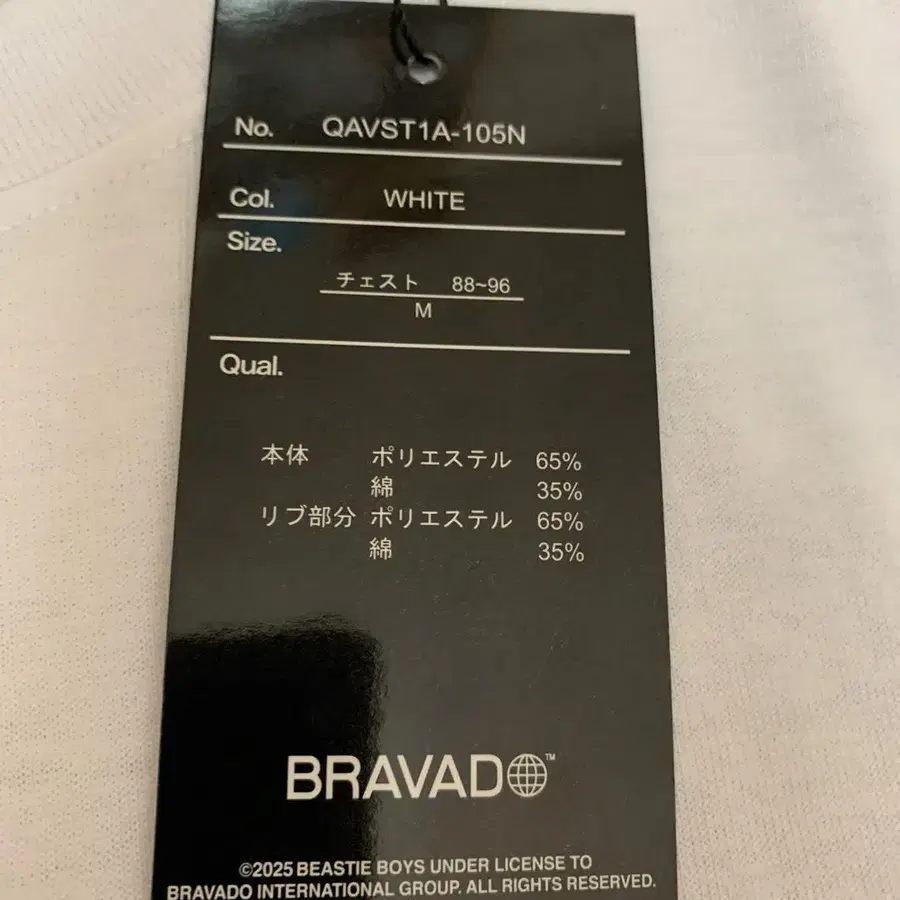 No. QAVST1A-105N
Col. WHITE
Size.
チェスト 88~96
M
Qual.
本体 ポリエステル 65%
綿 35%
リブ部分 ポリエステル 65%
綿 35%
BRAVADO™
©2025 BEASTIE BOYS UNDER LICENSE TO
BRAVADO INTERNATIONAL GROUP. ALL RIGHTS RESERVED.